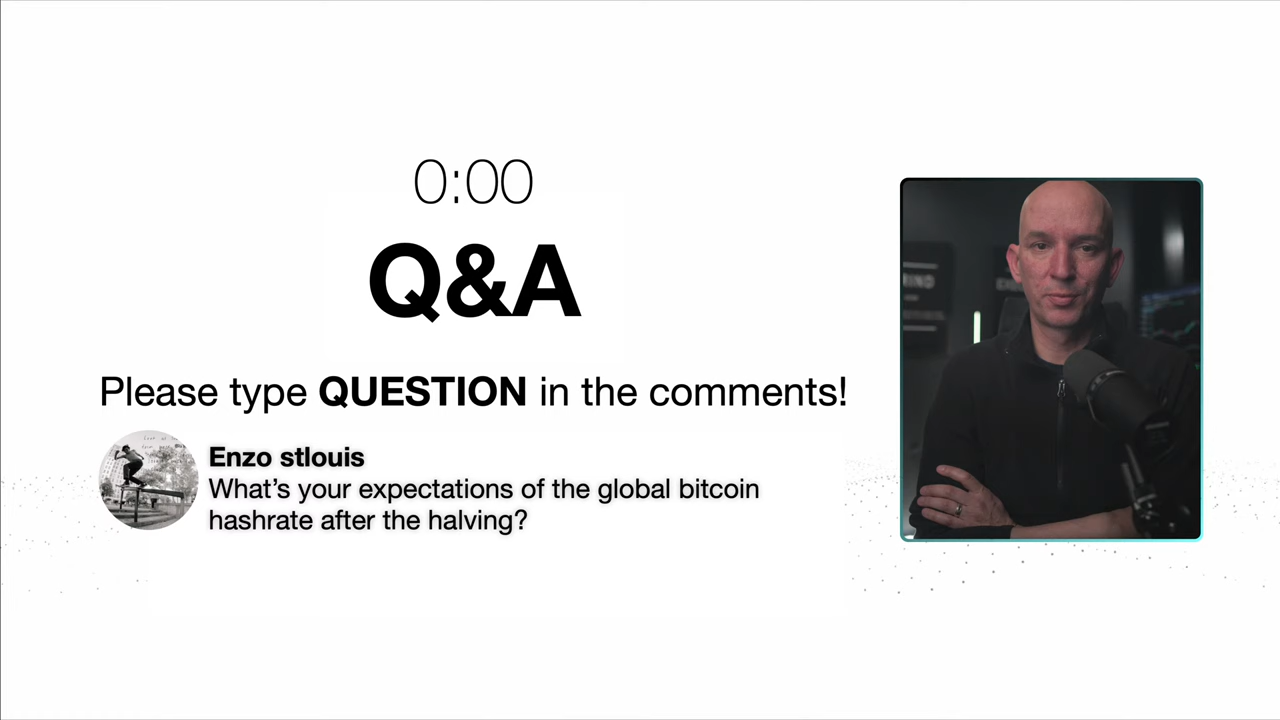 0:00
Q&A
Please type QUESTION in the comments!
Enzo stlouis
What's your expectations of the global bitcoin
hashrate after the halving?